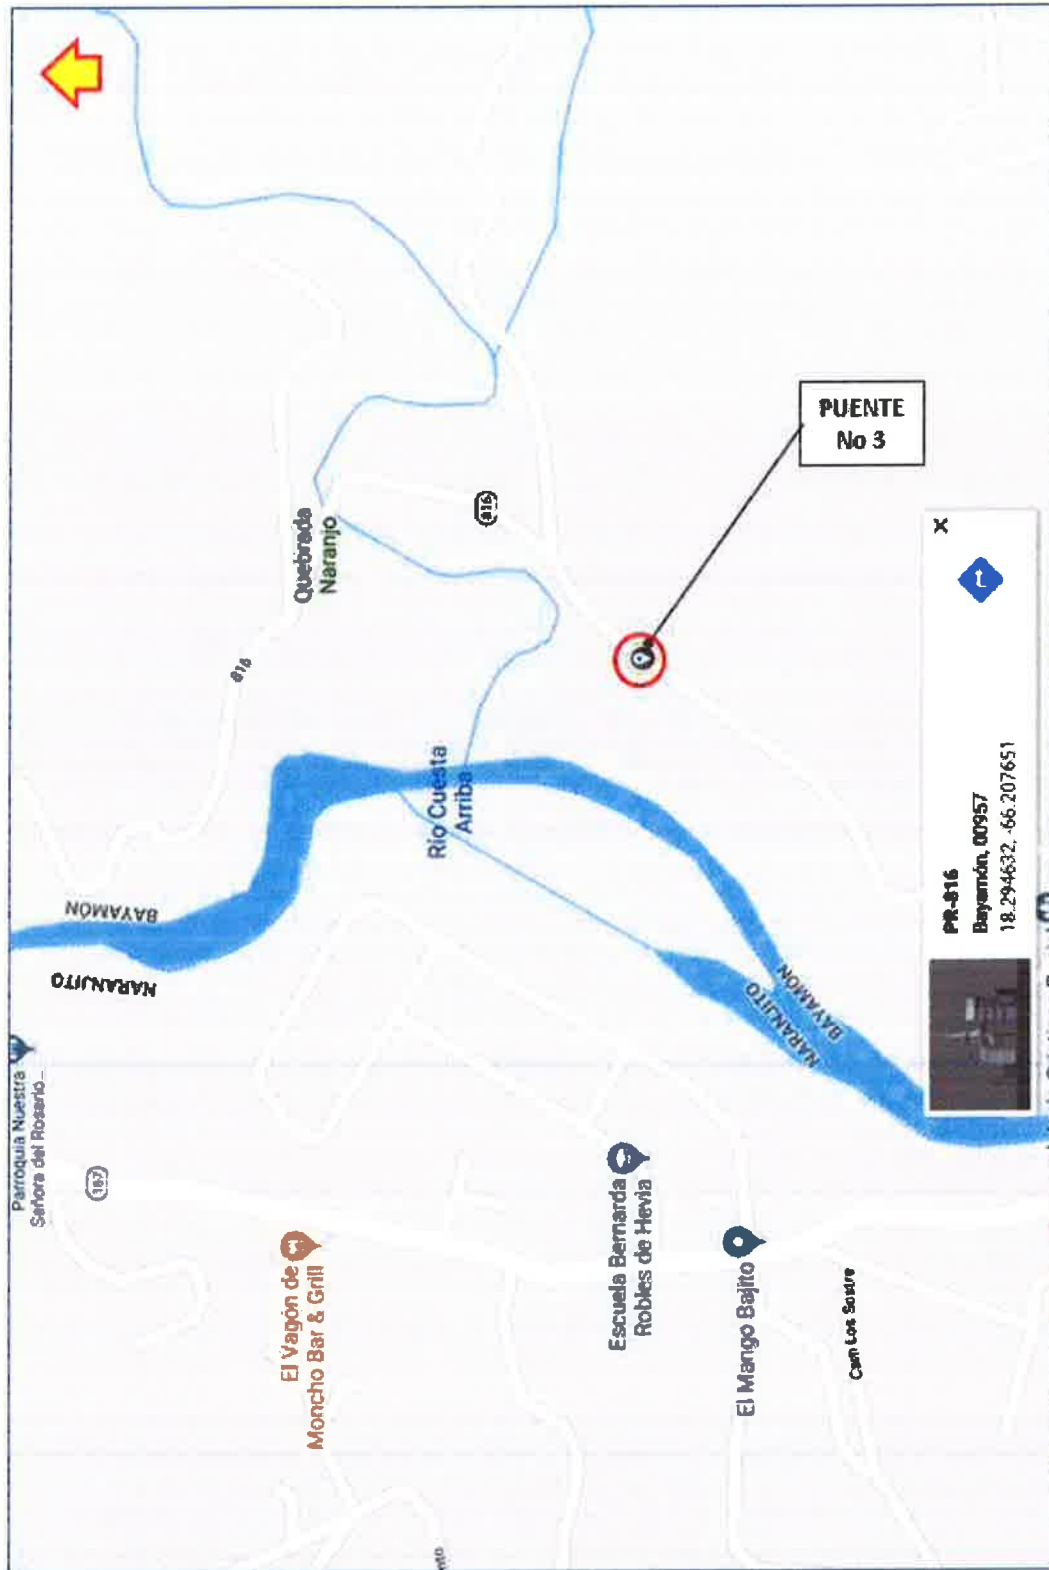 Parroquia Nuestra
Señora del Rosario...
167
NARANJITO
BAYAMÓN
816
Quebrada
Naranjo
816
El Vagón de
Moncho Bar & Grill
Río Cuesta
Arriba
Escuela Bernarda
Robles de Hevia
El Mango Bajito
NARANJITO
BAYAMÓN
Cam Los Sostre
PUENTE
No 3
PR-816
Bayamón, 00957
18.294632, -66.207651
X